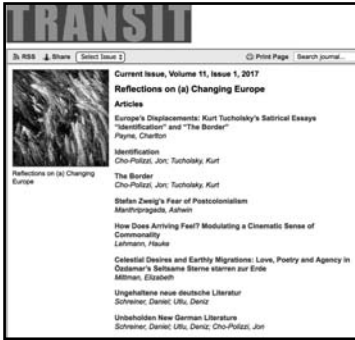 TRANSIT
RSS Share Select Issue Print Page Search journal...
Current Issue, Volume 11, Issue 1, 2017
Reflections on (a) Changing Europe
Articles
Europe's Displacements: Kurt Tucholsky's Satirical Essays
"Identification" and "The Border"
Payne, Charlton
Identification
Cho-Polizzi, Jon; Tucholsky, Kurt
The Border
Cho-Polizzi, Jon; Tucholsky, Kurt
Reflections on (a) Changing
Europe
Stefan Zweig's Fear of Postcolonialism
Manthripragada, Ashwin
How Does Arriving Feel? Modulating a Cinematic Sense of
Commonality
Lehmann, Hauke
Celestial Desires and Earthly Migrations: Love, Poetry and Agency in
Özdamar's Seltsame Sterne starren zur Erde
Mittman, Elizabeth
Ungehaltene neue deutsche Literatur
Schreiner, Daniel; Utlu, Deniz
Unbeholden New German Literature
Schreiner, Daniel; Utlu, Deniz; Cho-Polizzi, Jon